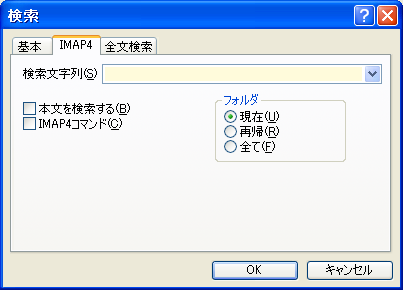 検索
基本 IMAP4 全文検索
検索文字列(S)
本文を検索する(B)
IMAP4コマンド(C)
フォルダ
現在(U)
再帰(R)
全て(F)
OK キャンセル